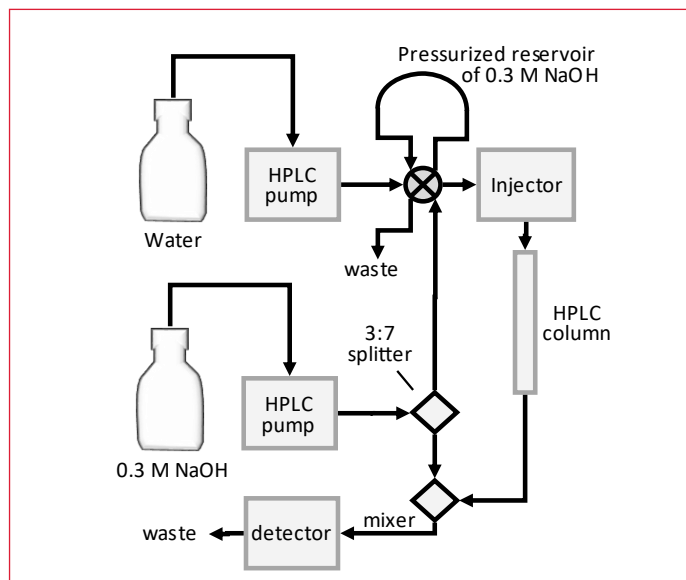 Pressurized reservoir
of 0.3 M NaOH
HPLC
pump
Injector
Water
waste
HPLC
column
3:7
splitter
HPLC
pump
0.3 M NaOH
mixer
detector
waste